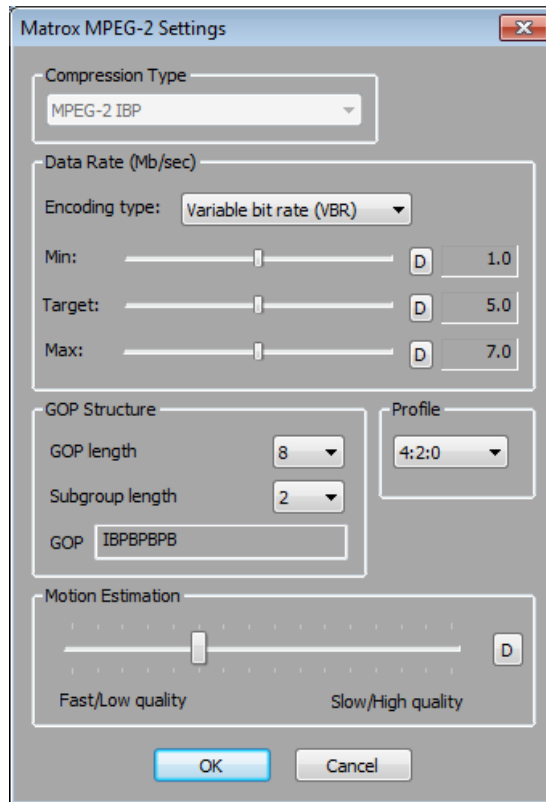 Matrox MPEG-2 Settings
Compression Type
MPEG-2 IBP
Data Rate (Mb/sec)
Encoding type: Variable bit rate (VBR)
Min: D 1.0
Target: D 5.0
Max: D 7.0
GOP Structure
GOP length 8
Subgroup length 2
GOP IBPBPBPB
Profile
4:2:0
Motion Estimation
D
Fast/Low quality Slow/High quality
OK Cancel